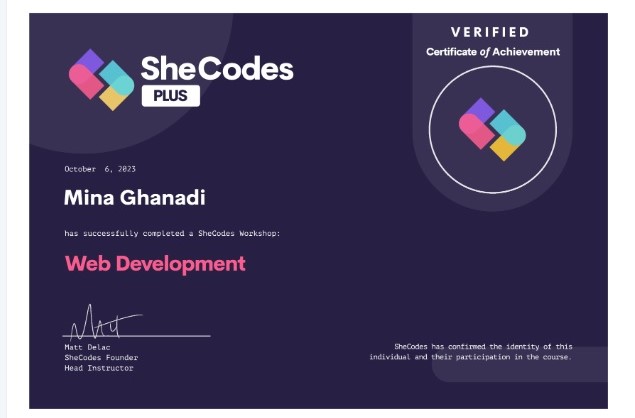 SheCodes
PLUS
VERIFIED
Certificate of Achievement
October 6, 2023
Mina Ghanadi
has successfully completed a SheCodes Workshop:
Web Development
Matt Delac
SheCodes Founder
Head Instructor
SheCodes has confirmed the identity of this
individual and their participation in the course.